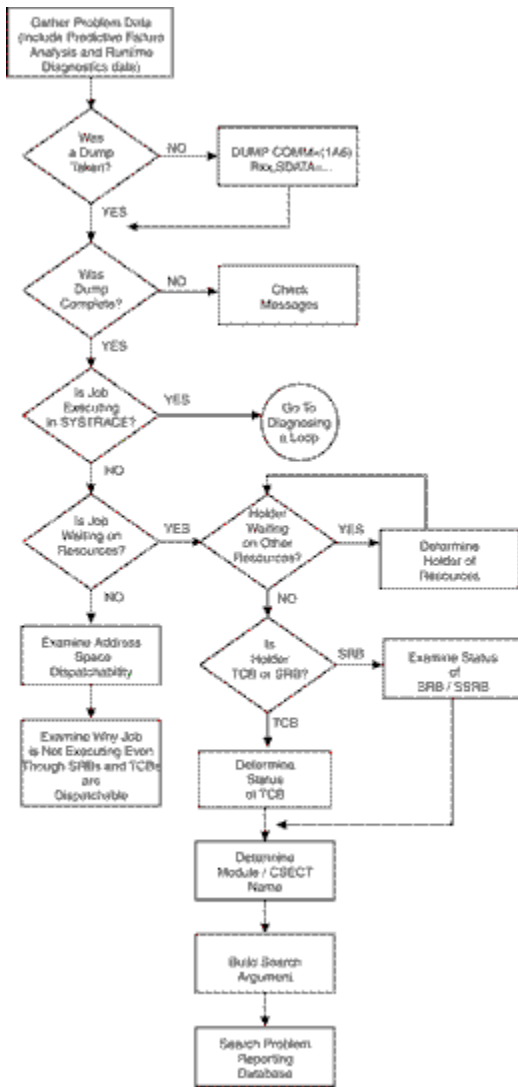 Gather Problem Data
(Include Predictive Failure
Analysis and Runtime
Diagnostics data)
Was
a Dump
Taken?
NO
DUMP COMM=(1A6)
Rxx,SDATA=...
YES
Was
Dump
Complete?
NO
Check
Messages
YES
Is Job
Executing
in SYSTRACE?
YES
Go To
Diagnosing
a Loop
NO
Is Job
Waiting on
Resources?
YES
Holder
Waiting
on Other
Resources?
YES
Determine
Holder of
Resources
NO
NO
Examine Address
Space
Dispatchability
Is
Holder
TCB or SRB?
SRB
Examine Status
of
SRB / SSRB
TCB
Examine Why Job
is Not Executing Even
Though SRBs and TCBs
are
Dispatchable
Determine
Status
of TCB
Determine
Module / CSECT
Name
Build Search
Argument
Search Problem
Reporting
Database